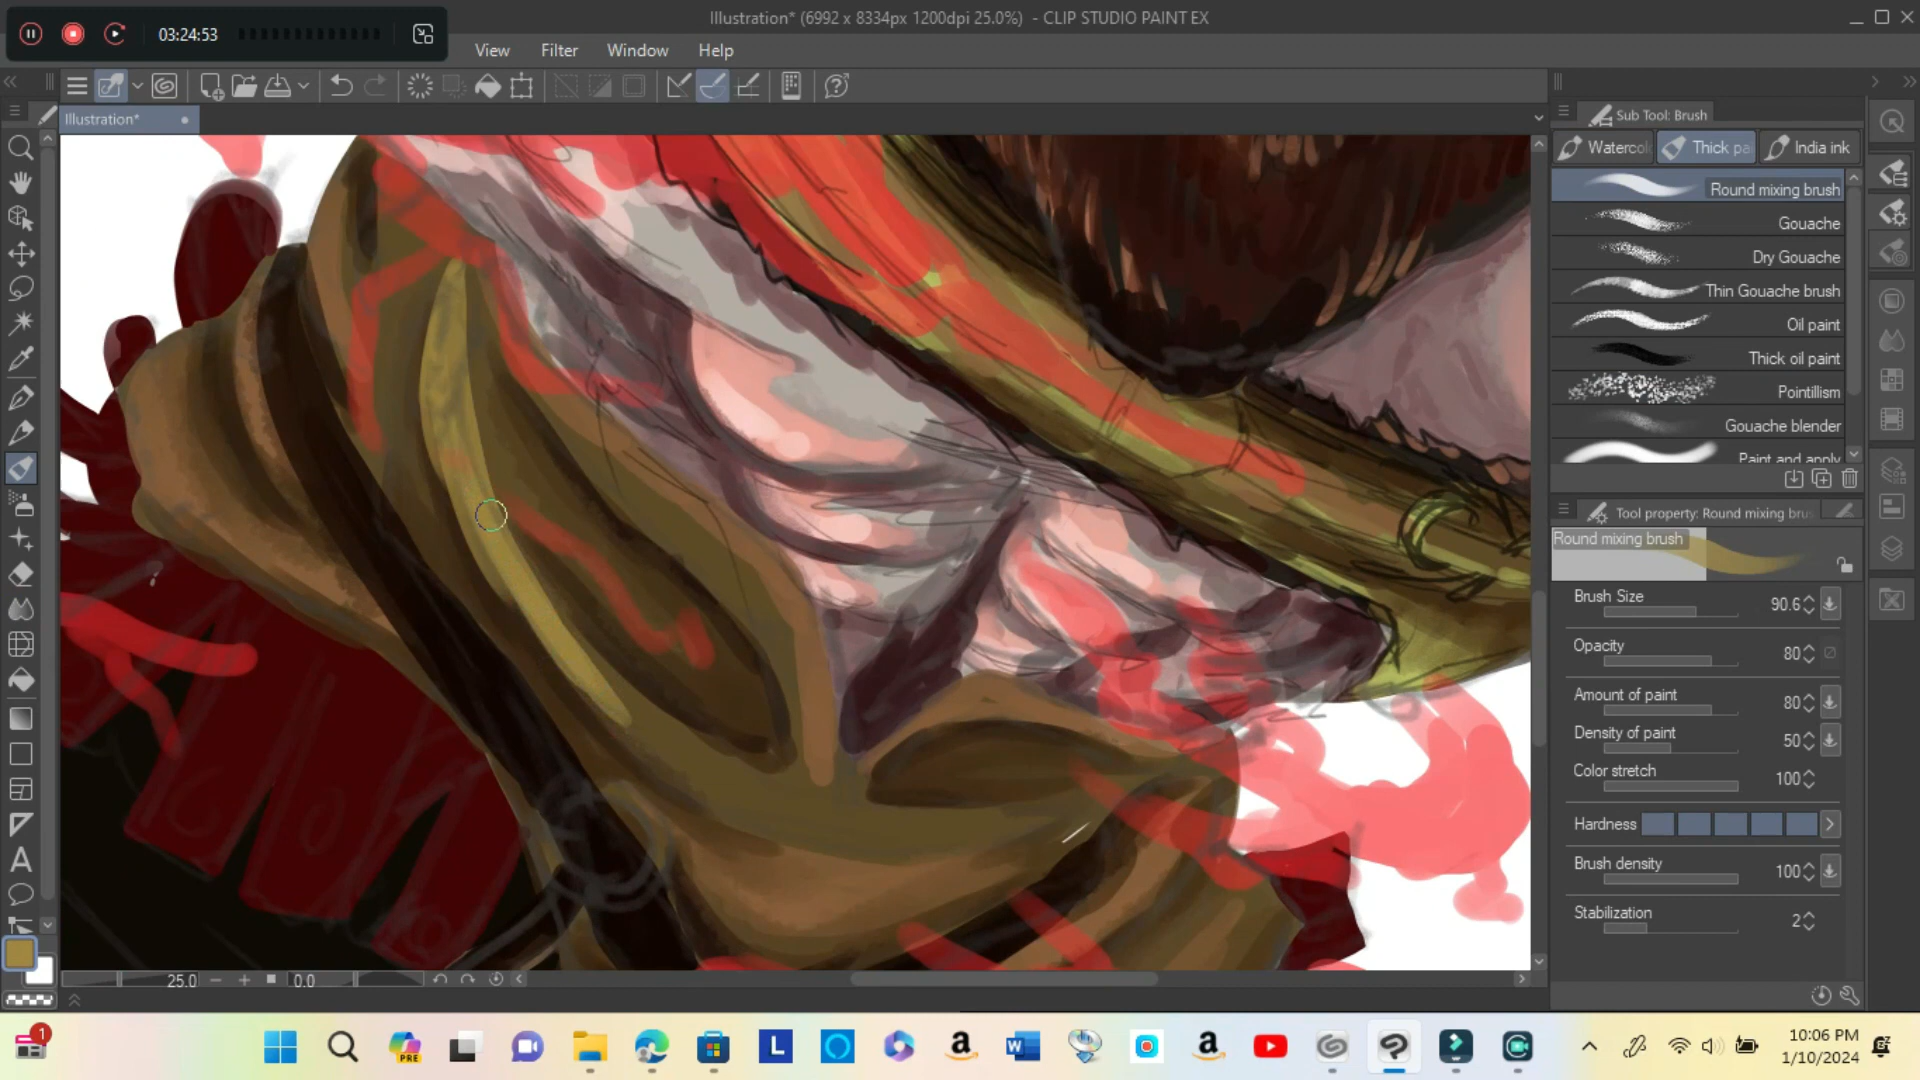 Illustration* (6992 x 8334px 1200dpi 25.0%) - CLIP STUDIO PAINT EX
03:24:53
View Filter Window Help
Illustration*
Sub Tool: Brush
Watercol Thick pa India ink
Round mixing brush
Gouache
Dry Gouache
Thin Gouache brush
Oil paint
Thick oil paint
Pointillism
Gouache blender
Paint and apply
Tool property: Round mixing brus
Round mixing brush
Brush Size 90.6
Opacity 80
Amount of paint 80
Density of paint 50
Color stretch 100
Hardness
Brush density 100
Stabilization 2
25.0 0.0
1
PRE
10:06 PM
1/10/2024